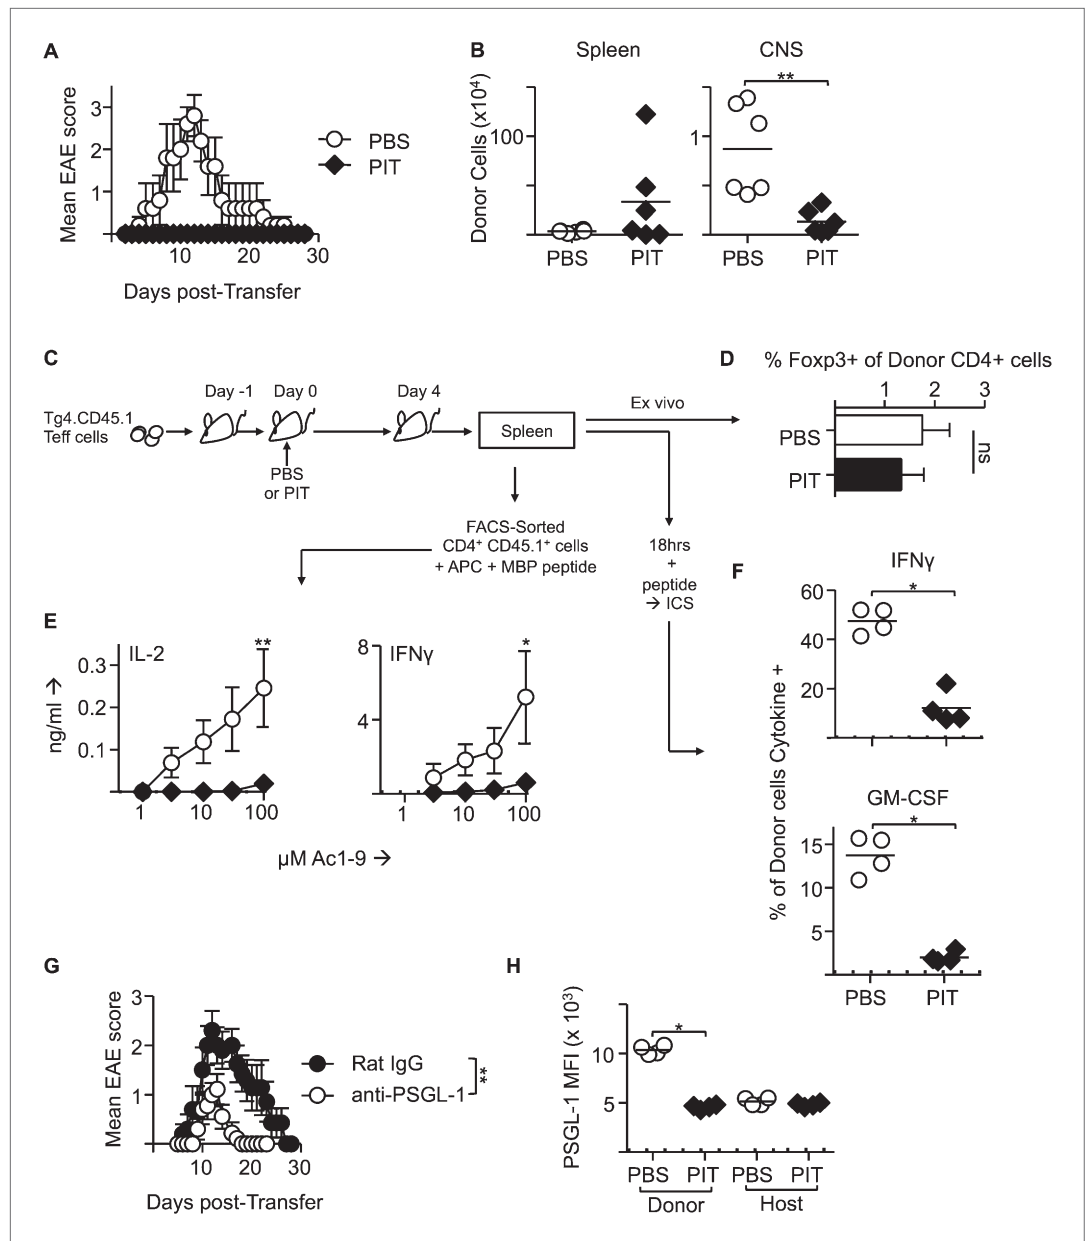 A
Mean EAE score
3
2
1
10
20
30
Days post-Transfer
PBS
PIT
B
Spleen
CNS
Donor Cells (x10⁴)
100
1
**
PBS
PIT
PBS
PIT
C
Tg4.CD45.1
Teff cells
Day -1
Day 0
Day 4
PBS
or PIT
Spleen
Ex vivo
FACS-Sorted
CD4⁺ CD45.1⁺ cells
+ APC + MBP peptide
18hrs
+
peptide
→ ICS
D
% Foxp3+ of Donor CD4+ cells
1
2
3
PBS
PIT
ns
E
IL-2
**
ng/ml →
0.3
0.2
0.1
1
10
100
IFNγ
*
8
4
1
10
100
µM Ac1-9 →
F
IFNγ
*
60
40
20
% of Donor cells Cytokine +
GM-CSF
*
15
10
5
PBS
PIT
G
Mean EAE score
3
2
1
10
20
30
Days post-Transfer
Rat IgG
anti-PSGL-1
**
H
PSGL-1 MFI (x 10³)
10
5
*
PBS
PIT
PBS
PIT
Donor
Host